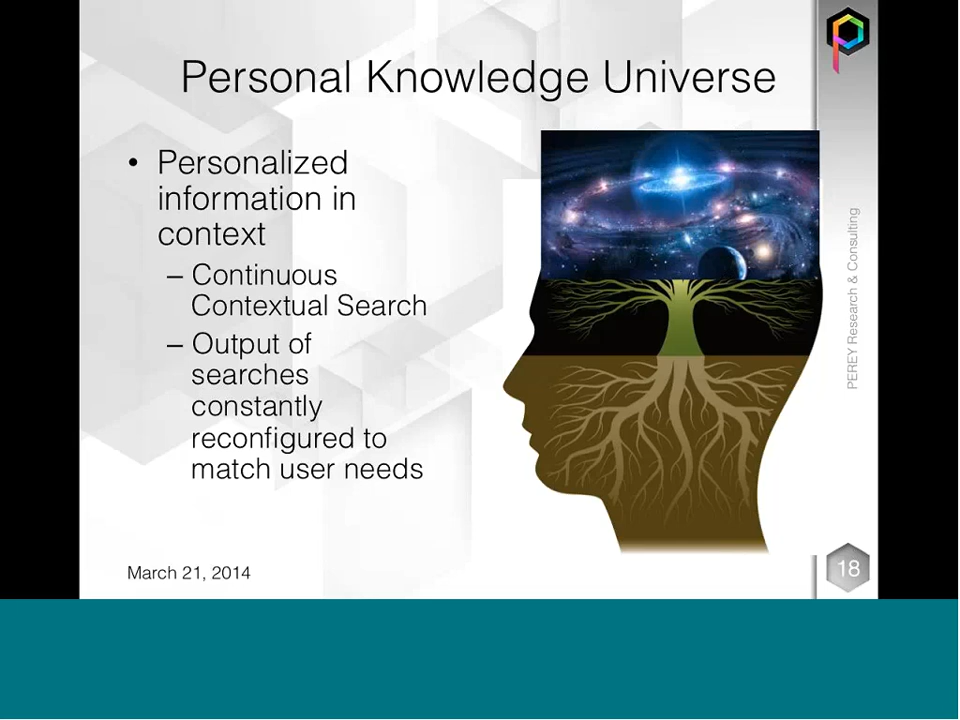 Personal Knowledge Universe
• Personalized
information in
context
– Continuous
Contextual Search
– Output of
searches
constantly
reconfigured to
match user needs
PEREY Research & Consulting
March 21, 2014
18